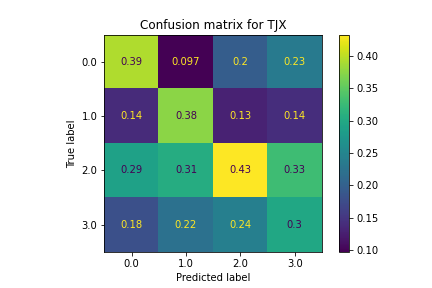 Confusion matrix for TJX
True label
0.0 0.39 0.097 0.2 0.23
1.0 0.14 0.38 0.13 0.14
2.0 0.29 0.31 0.43 0.33
3.0 0.18 0.22 0.24 0.3
0.0 1.0 2.0 3.0
Predicted label
0.40
0.35
0.30
0.25
0.20
0.15
0.10